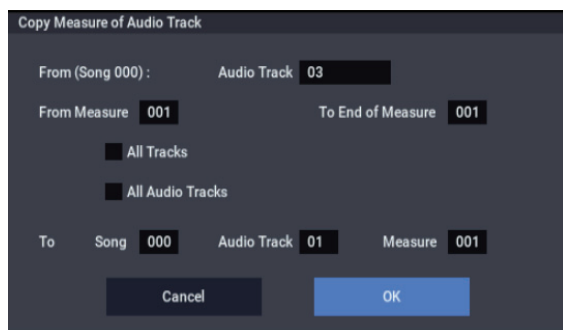 Copy Measure of Audio Track
From (Song 000) : Audio Track 03
From Measure 001 To End of Measure 001
All Tracks
All Audio Tracks
To Song 000 Audio Track 01 Measure 001
Cancel OK